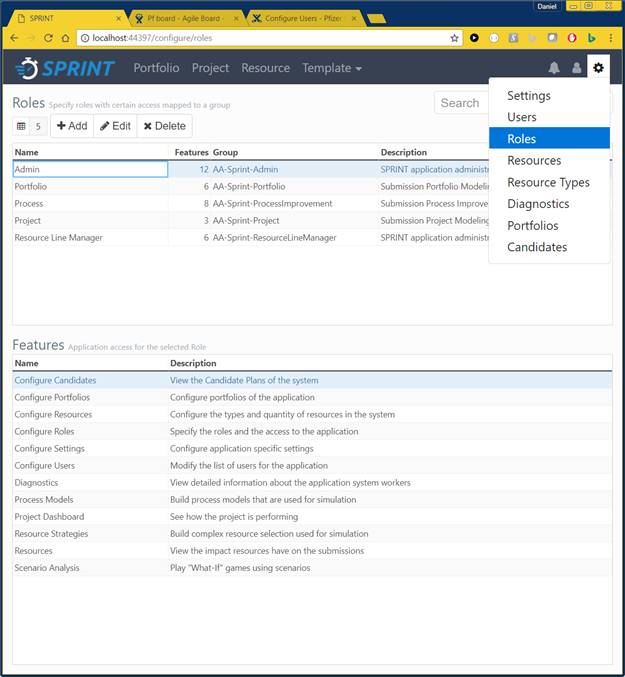 Daniel
SPRINT
Pf board - Agile Board -
Configure Users - Pfizer
localhost:44397/configure/roles
SPRINT Portfolio Project Resource Template
Roles Specify roles with certain access mapped to a group
Search
5 Add Edit Delete
Settings
Users
Roles
Resources
Resource Types
Diagnostics
Portfolios
Candidates
Name Features Group Description
Admin 12 AA-Sprint-Admin SPRINT application administr
Portfolio 6 AA-Sprint-Portfolio Submission Portfolio Modelin
Process 8 AA-Sprint-ProcessImprovement Submission Process Improve
Project 3 AA-Sprint-Project Submission Project Modeling
Resource Line Manager 6 AA-Sprint-ResourceLineManager SPRINT application administr
Features Application access for the selected Role
Name Description
Configure Candidates View the Candidate Plans of the system
Configure Portfolios Configure portfolios of the application
Configure Resources Configure the types and quantity of resources in the system
Configure Roles Specify the roles and the access to the application
Configure Settings Configure application specific settings
Configure Users Modify the list of users for the application
Diagnostics View detailed information about the application system workers
Process Models Build process models that are used for simulation
Project Dashboard See how the project is performing
Resource Strategies Build complex resource selection used for simulation
Resources View the impact resources have on the submissions
Scenario Analysis Play "What-If" games using scenarios